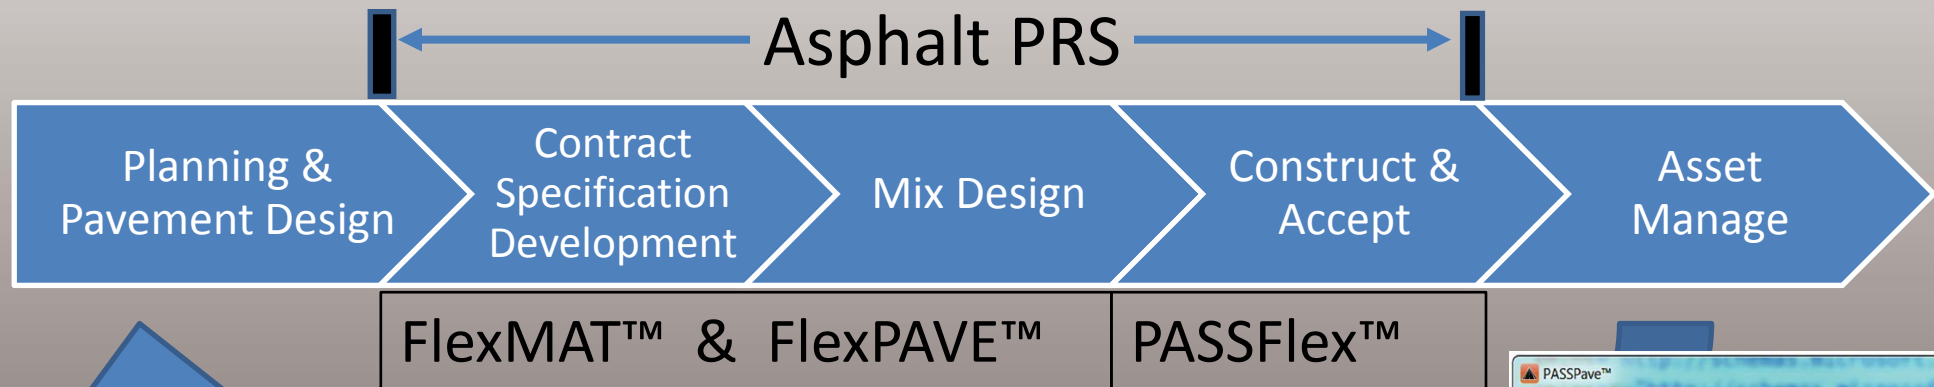 Asphalt PRS
Planning &
Pavement Design
Contract
Specification
Development
Mix Design
Construct &
Accept
Asset
Manage
FlexMAT™ & FlexPAVE™
PASSFlex™
PASSPave™